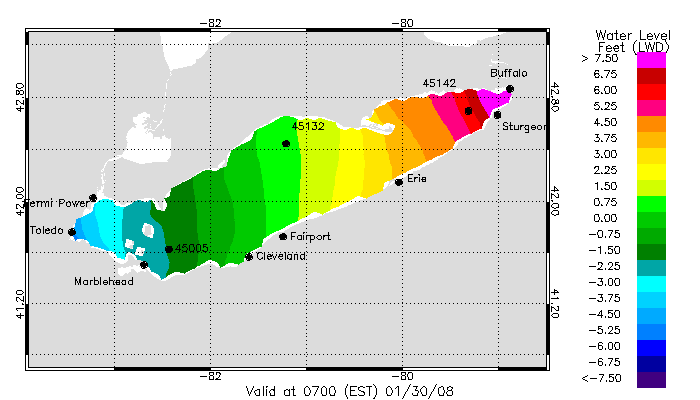 −82 −80
Water Level
Feet (LWD)
> 7.50
6.75
6.00
5.25
4.50
3.75
3.00
2.25
1.50
0.75
0.00
−0.75
−1.50
−2.25
−3.00
−3.75
−4.50
−5.25
−6.00
−6.75
<−7.50
Buffalo
45142
42.80 42.80
Sturgeon
45132
Erie
Fermi Power
42.00 42.00
Toledo
Fairport
45005
Cleveland
Marblehead
41.20 41.20
−82 −80
Valid at 0700 (EST) 01/30/08